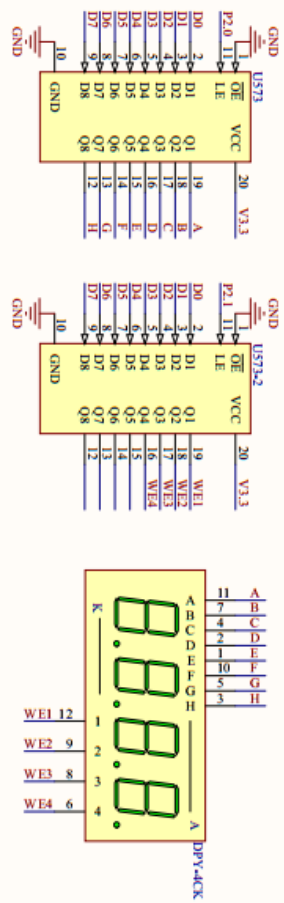 GND
U573
1 OE VCC 20 V3.3
P2.0 11 LE
D0 2 D1 Q1 19 A
D1 3 D2 Q2 18 B
D2 4 D3 Q3 17 C
D3 5 D4 Q4 16 D
D4 6 D5 Q5 15 E
D5 7 D6 Q6 14 F
D6 8 D7 Q7 13 G
D7 9 D8 Q8 12 H
10 GND
GND
GND
U573-2
1 OE VCC 20 V3.3
P2.1 11 LE
D0 2 D1 Q1 19 WE1
D1 3 D2 Q2 18 WE2
D2 4 D3 Q3 17 WE3
D3 5 D4 Q4 16 WE4
D4 6 D5 Q5 15
D5 7 D6 Q6 14
D6 8 D7 Q7 13
D7 9 D8 Q8 12
10 GND
GND
A 11 A
B 7 B
C 4 C
D 2 D
E 1 E
F 10 F
G 5 G
H 3 H
K
WE1 12 1
WE2 9 2
WE3 8 3
WE4 6 4
A
DPY-4CK